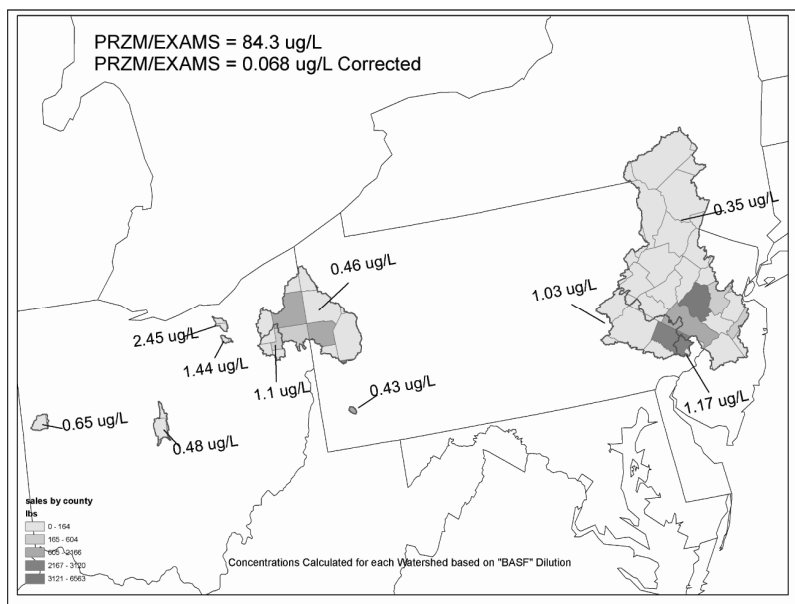 PRZM/EXAMS = 84.3 ug/L
PRZM/EXAMS = 0.068 ug/L Corrected
0.35 ug/L
0.46 ug/L
1.03 ug/L
2.45 ug/L
1.44 ug/L
1.1 ug/L
0.43 ug/L
1.17 ug/L
0.65 ug/L
0.48 ug/L
sales by county
lbs
0 - 164
165 - 604
605 - 2166
2167 - 3120
3121 - 6563
Concentrations Calculated for each Watershed based on "BASF" Dilution